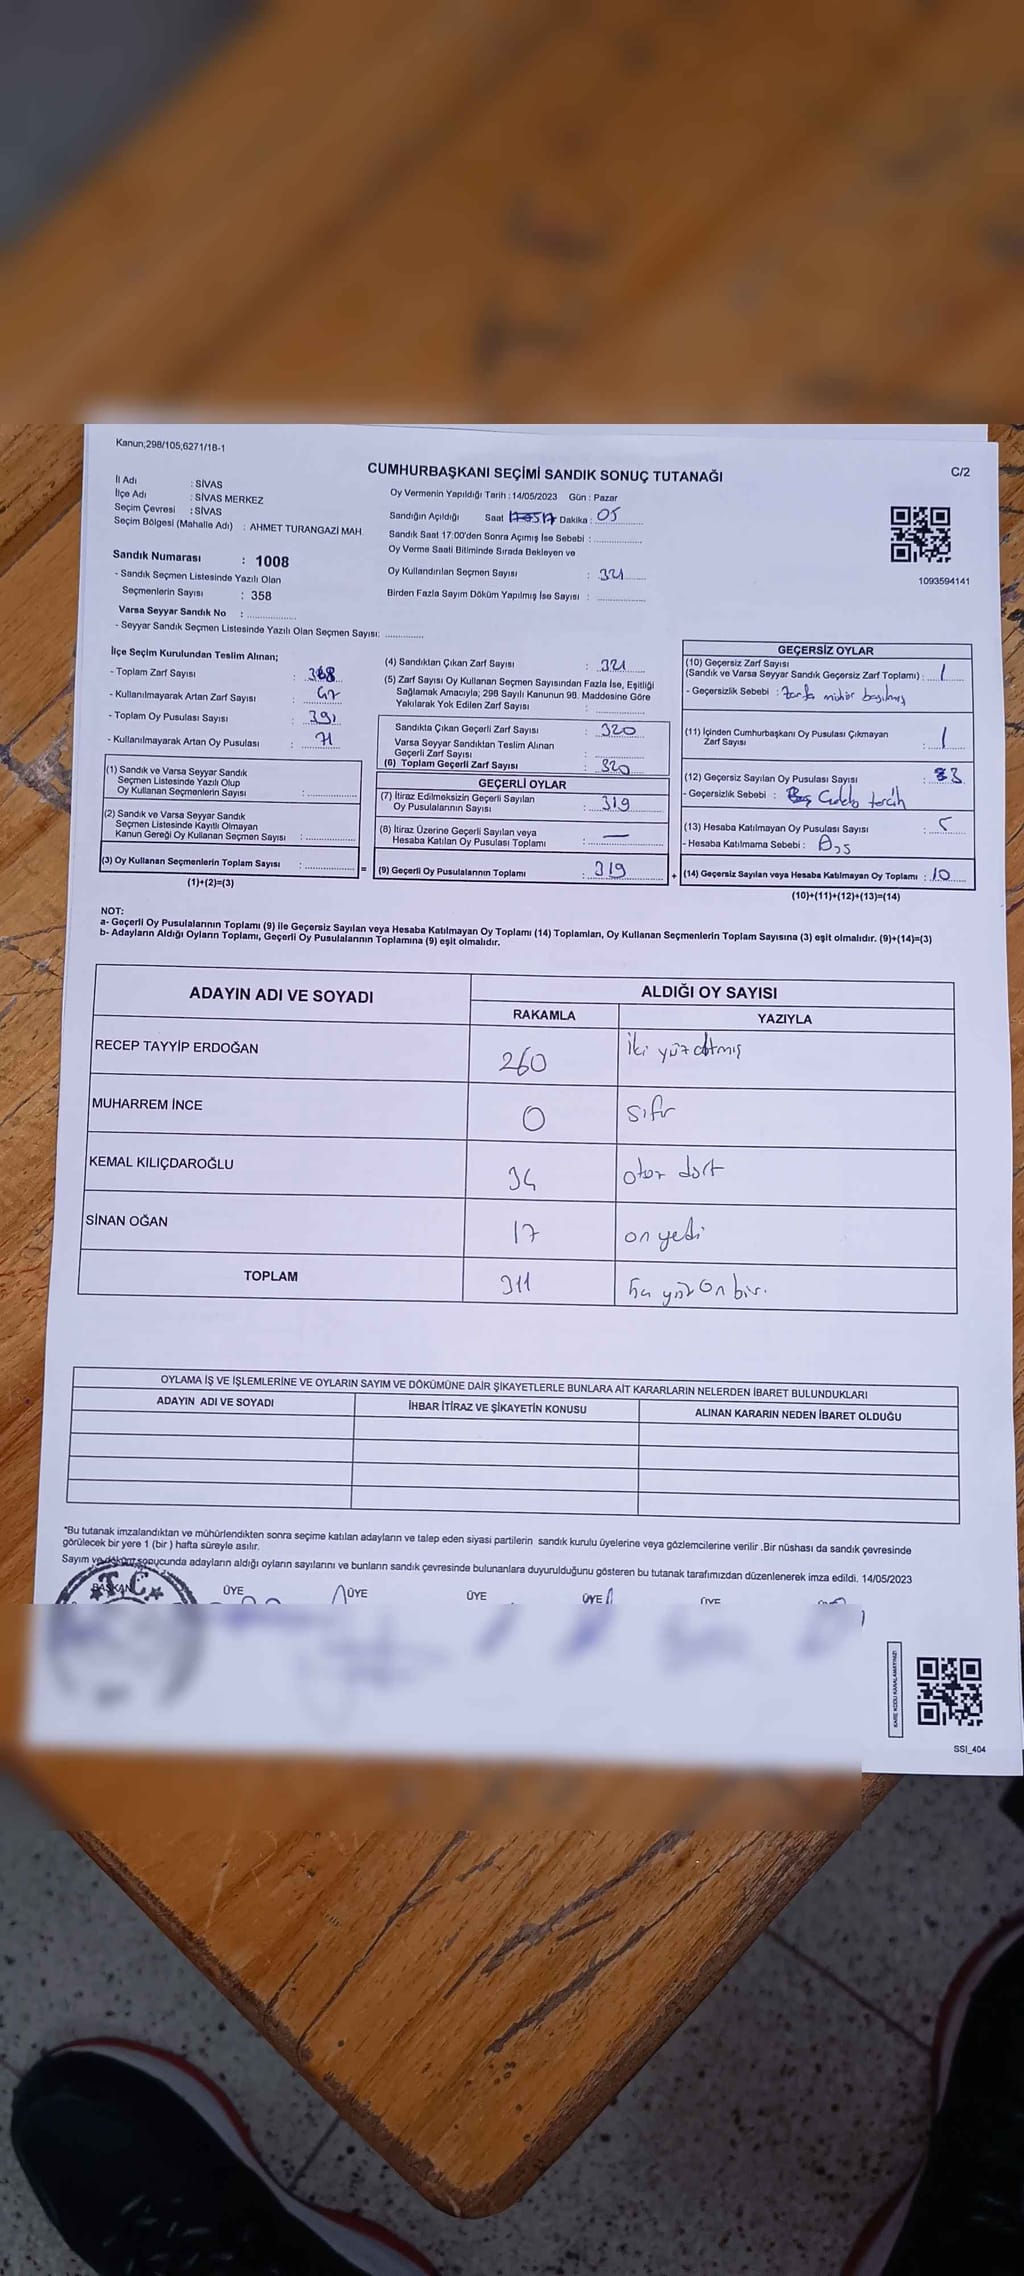 Kanun;298/105;6271/18-1
C/2
CUMHURBAŞKANI SEÇİMİ SANDIK SONUÇ TUTANAĞI
İl Adı : SİVAS
İlçe Adı : SİVAS MERKEZ
Seçim Çevresi : SİVAS
Seçim Bölgesi (Mahalle Adı) : AHMET TURANGAZİ MAH.
Oy Vermenin Yapıldığı Tarih : 14/05/2023 Gün : Pazar
Sandığın Açıldığı Saat 17 Dakika : 05
Sandık Saat 17:00'den Sonra Açımış İse Sebebi :
Oy Verme Saati Bitiminde Sırada Bekleyen ve
Oy Kullandırılan Seçmen Sayısı : 321
Birden Fazla Sayım Döküm Yapılmış İse Sayısı :
1093594141
Sandık Numarası : 1008
- Sandık Seçmen Listesinde Yazılı Olan
Seçmenlerin Sayısı : 358
Varsa Seyyar Sandık No :
- Seyyar Sandık Seçmen Listesinde Yazılı Olan Seçmen Sayısı:
İlçe Seçim Kurulundan Teslim Alınan;
- Toplam Zarf Sayısı : 368
- Kullanılmayarak Artan Zarf Sayısı : 47
- Toplam Oy Pusulası Sayısı : 391
- Kullanılmayarak Artan Oy Pusulası : 71
(1) Sandık ve Varsa Seyyar Sandık
Seçmen Listesinde Yazılı Olup
Oy Kullanan Seçmenlerin Sayısı :
(2) Sandık ve Varsa Seyyar Sandık
Seçmen Listesinde Kayıtlı Olmayan
Kanun Gereği Oy Kullanan Seçmen Sayısı :
(3) Oy Kullanan Seçmenlerin Toplam Sayısı :
(1)+(2)=(3)
=
(4) Sandıktan Çıkan Zarf Sayısı : 321
(5) Zarf Sayısı Oy Kullanan Seçmen Sayısından Fazla İse, Eşitliği
Sağlamak Amacıyla; 298 Sayılı Kanunun 98. Maddesine Göre
Yakılarak Yok Edilen Zarf Sayısı :
Sandıkta Çıkan Geçerli Zarf Sayısı : 320
Varsa Seyyar Sandıktan Teslim Alınan
Geçerli Zarf Sayısı :
(6) Toplam Geçerli Zarf Sayısı : 320
GEÇERLİ OYLAR
(7) İtiraz Edilmeksizin Geçerli Sayılan
Oy Pusulalarının Sayısı : 319
(8) İtiraz Üzerine Geçerli Sayılan veya
Hesaba Katılan Oy Pusulası Toplamı : —
(9) Geçerli Oy Pusulalarının Toplamı : 319
+
GEÇERSİZ OYLAR
(10) Geçersiz Zarf Sayısı
(Sandık ve Varsa Seyyar Sandık Geçersiz Zarf Toplamı) : 1
- Geçersizlik Sebebi : Zarfa mühür basılmış
(11) İçinden Cumhurbaşkanı Oy Pusulası Çıkmayan
Zarf Sayısı : 1
(12) Geçersiz Sayılan Oy Pusulası Sayısı : 3
- Geçersizlik Sebebi : tercih
(13) Hesaba Katılmayan Oy Pusulası Sayısı : 5
- Hesaba Katılmama Sebebi :
(14) Geçersiz Sayılan veya Hesaba Katılmayan Oy Toplamı : 10
(10)+(11)+(12)+(13)=(14)
NOT:
a- Geçerli Oy Pusulalarının Toplamı (9) ile Geçersiz Sayılan veya Hesaba Katılmayan Oy Toplamı (14) Toplamları, Oy Kullanan Seçmenlerin Toplam Sayısına (3) eşit olmalıdır. (9)+(14)=(3)
b- Adayların Aldığı Oyların Toplamı, Geçerli Oy Pusulalarının Toplamına (9) eşit olmalıdır.
ADAYIN ADI VE SOYADI ALDIĞI OY SAYISI
RAKAMLA YAZIYLA
RECEP TAYYİP ERDOĞAN 260 iki yüz altmış
MUHARREM İNCE 0 sıfır
KEMAL KILIÇDAROĞLU 34 otuz dört
SİNAN OĞAN 17 on yedi
TOPLAM 311 yüz on bir.
OYLAMA İŞ VE İŞLEMLERİNE VE OYLARIN SAYIM VE DÖKÜMÜNE DAİR ŞİKAYETLERLE BUNLARA AİT KARARLARIN NELERDEN İBARET BULUNDUKLARI
ADAYIN ADI VE SOYADI İHBAR İTİRAZ VE ŞİKAYETİN KONUSU ALINAN KARARIN NEDEN İBARET OLDUĞU
*Bu tutanak imzalandıktan ve mühürlendikten sonra seçime katılan adayların ve talep eden siyasi partilerin sandık kurulu üyelerine veya gözlemcilerine verilir .Bir nüshası da sandık çevresinde
görülecek bir yere 1 (bir ) hafta süreyle asılır.
Sayım ve döküm sonucunda adayların aldığı oyların sayılarını ve bunların sandık çevresinde bulunanlara duyurulduğunu gösteren bu tutanak tarafımızdan düzenlenerek imza edildi. 14/05/2023
BAŞKAN ÜYE ÜYE ÜYE ÜYE ÜYE
T.C.
SSI_404